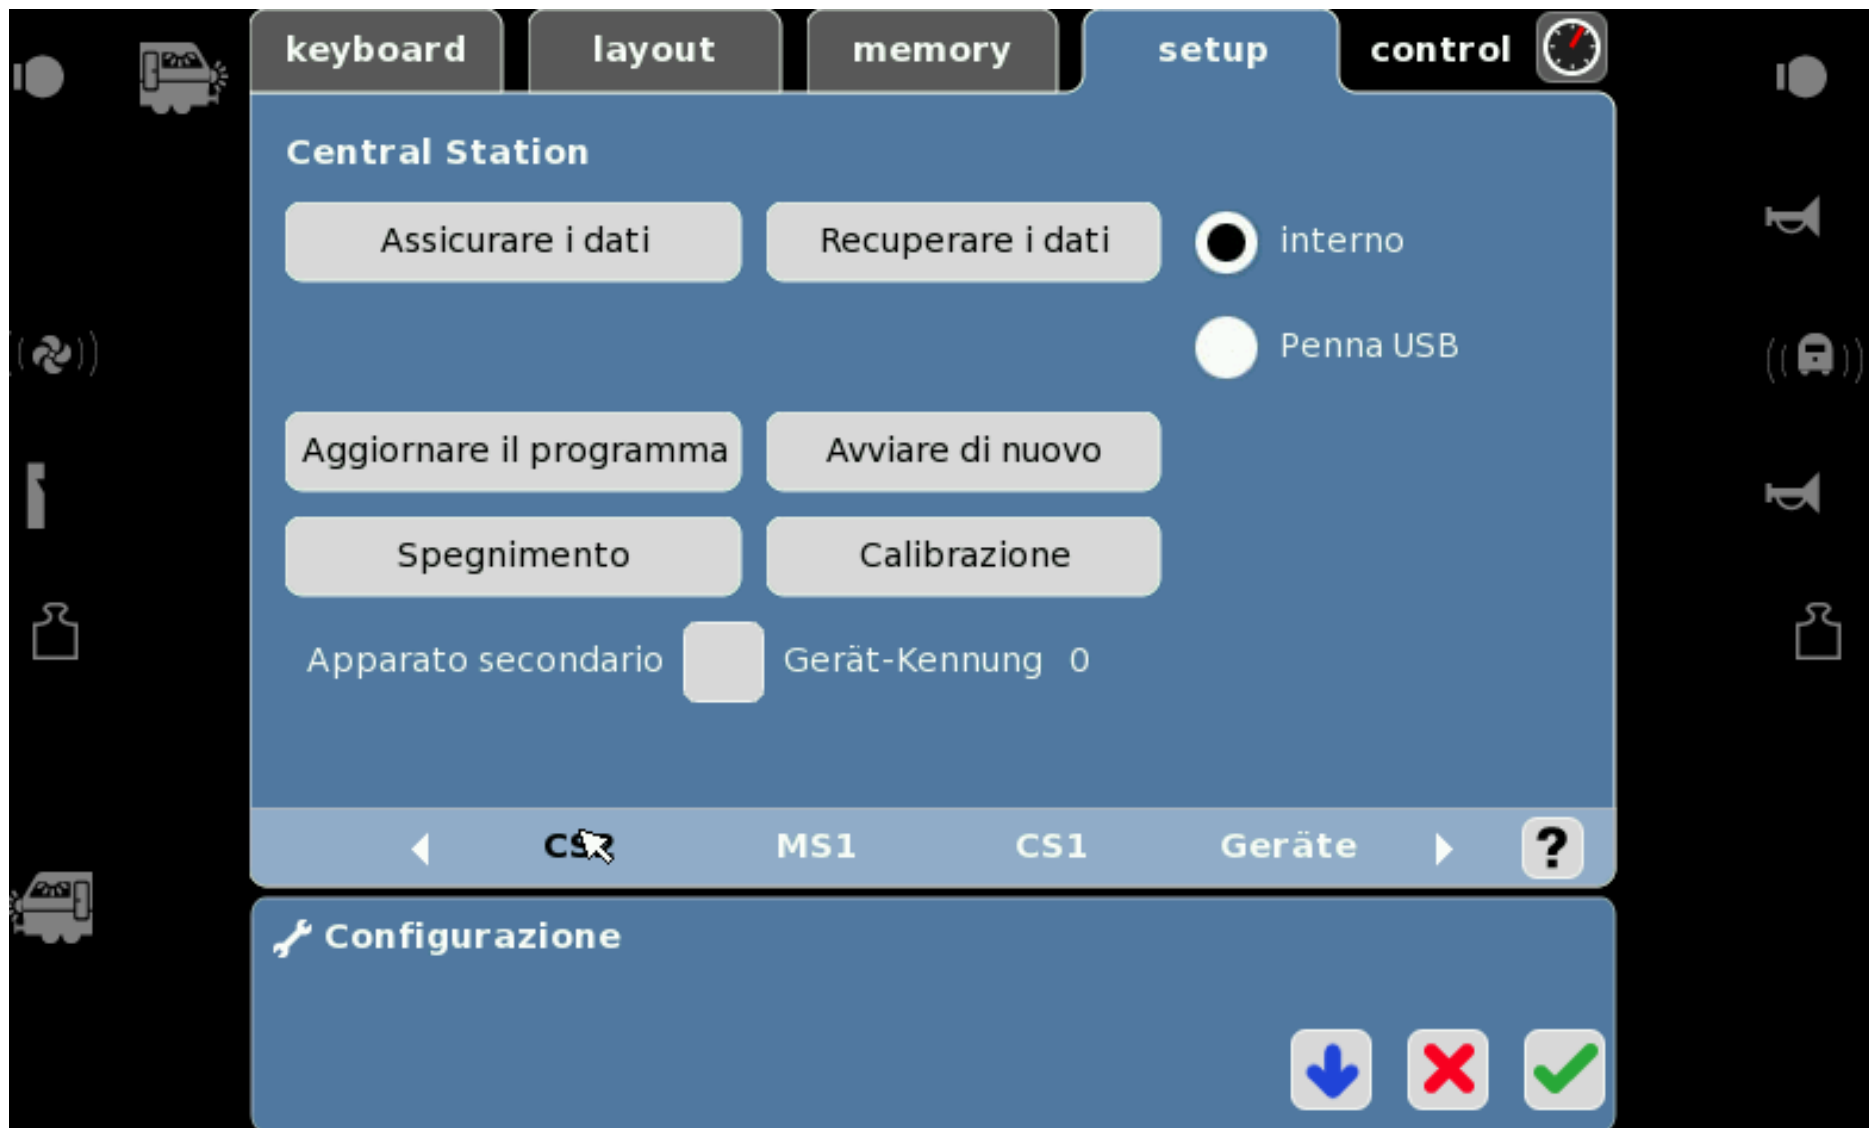 keyboard layout memory setup control
Central Station
Assicurare i dati Recuperare i dati interno
Penna USB
Aggiornare il programma Avviare di nuovo
Spegnimento Calibrazione
Apparato secondario Gerät-Kennung 0
CS2 MS1 CS1 Geräte ?
Configurazione